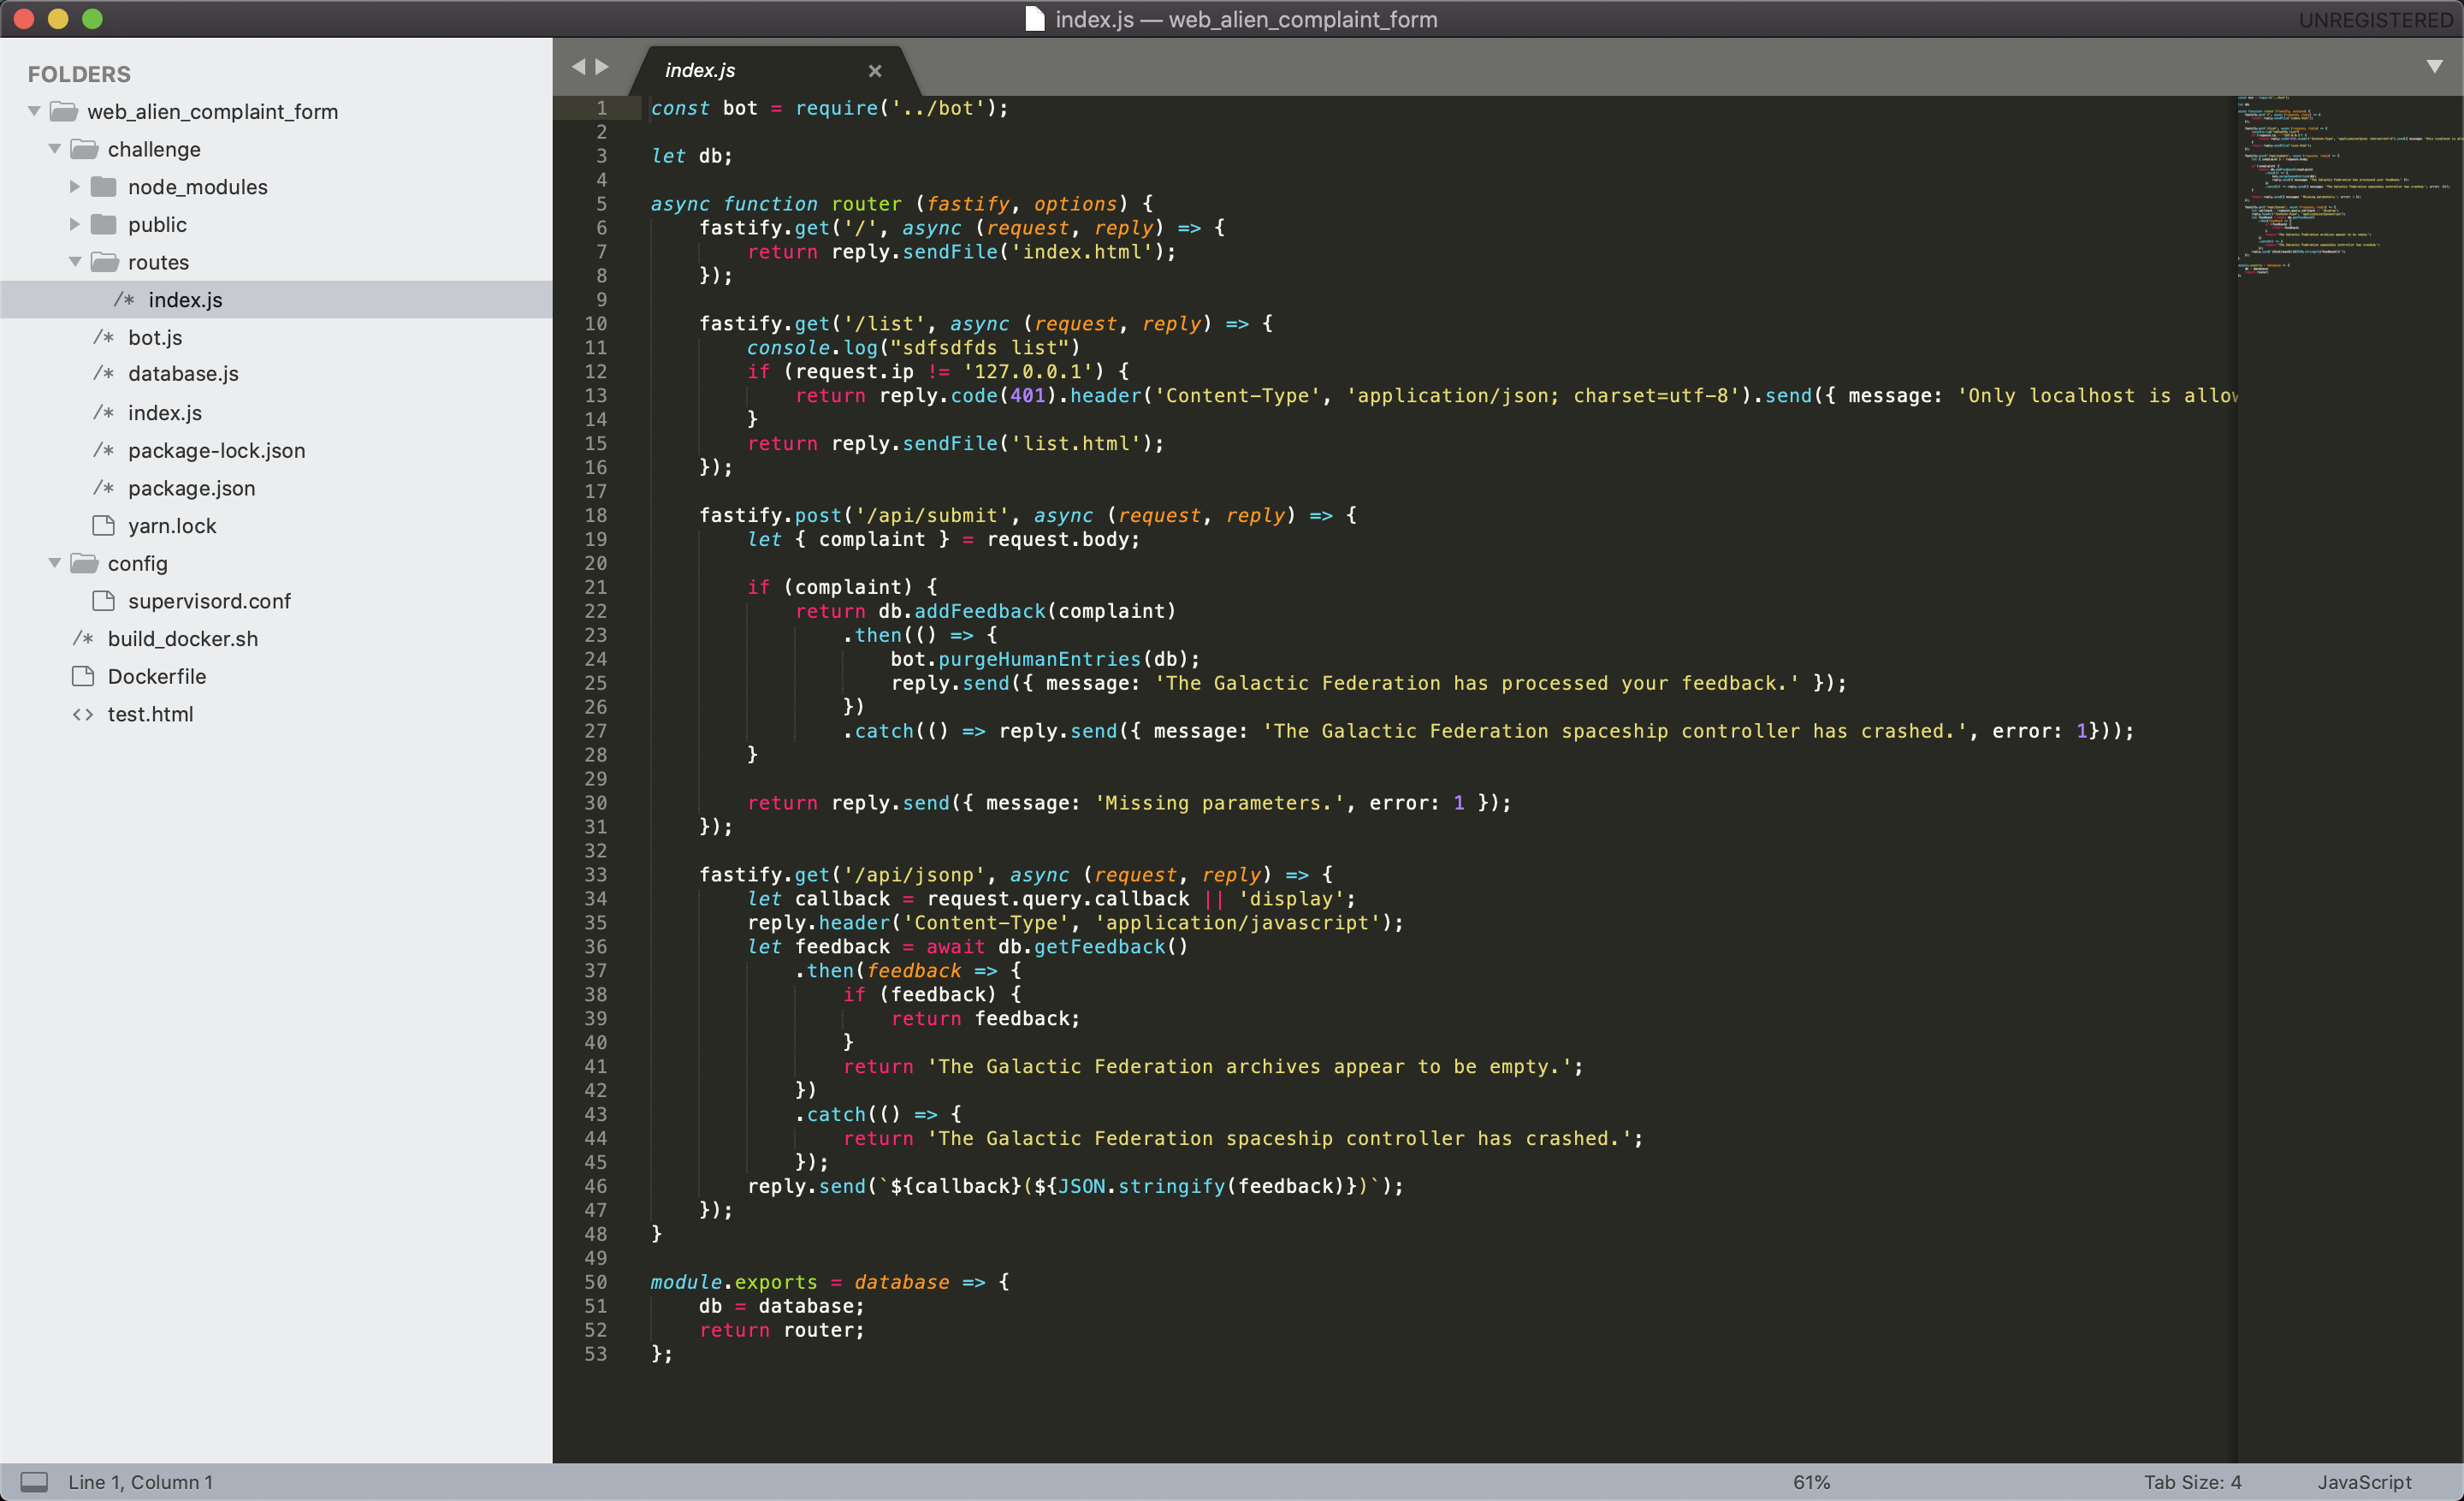 index.js — web_alien_complaint_form
UNREGISTERED
FOLDERS
web_alien_complaint_form
challenge
node_modules
public
routes
/* index.js
/* bot.js
/* database.js
/* index.js
/* package-lock.json
/* package.json
yarn.lock
config
supervisord.conf
/* build_docker.sh
Dockerfile
<> test.html
index.js ×
1 const bot = require('../bot');
2
3 let db;
4
5 async function router (fastify, options) {
6     fastify.get('/', async (request, reply) => {
7         return reply.sendFile('index.html');
8     });
9
10     fastify.get('/list', async (request, reply) => {
11         console.log("sdfsdfds list")
12         if (request.ip != '127.0.0.1') {
13             return reply.code(401).header('Content-Type', 'application/json; charset=utf-8').send({ message: 'Only localhost is allow
14         }
15         return reply.sendFile('list.html');
16     });
17
18     fastify.post('/api/submit', async (request, reply) => {
19         let { complaint } = request.body;
20
21         if (complaint) {
22             return db.addFeedback(complaint)
23                 .then(() => {
24                     bot.purgeHumanEntries(db);
25                     reply.send({ message: 'The Galactic Federation has processed your feedback.' });
26                 })
27                 .catch(() => reply.send({ message: 'The Galactic Federation spaceship controller has crashed.', error: 1}));
28         }
29
30         return reply.send({ message: 'Missing parameters.', error: 1 });
31     });
32
33     fastify.get('/api/jsonp', async (request, reply) => {
34         let callback = request.query.callback || 'display';
35         reply.header('Content-Type', 'application/javascript');
36         let feedback = await db.getFeedback()
37             .then(feedback => {
38                 if (feedback) {
39                     return feedback;
40                 }
41                 return 'The Galactic Federation archives appear to be empty.';
42             })
43             .catch(() => {
44                 return 'The Galactic Federation spaceship controller has crashed.';
45             });
46         reply.send(`${callback}(${JSON.stringify(feedback)})`);
47     });
48 }
49
50 module.exports = database => {
51     db = database;
52     return router;
53 };
Line 1, Column 1
61%
Tab Size: 4
JavaScript